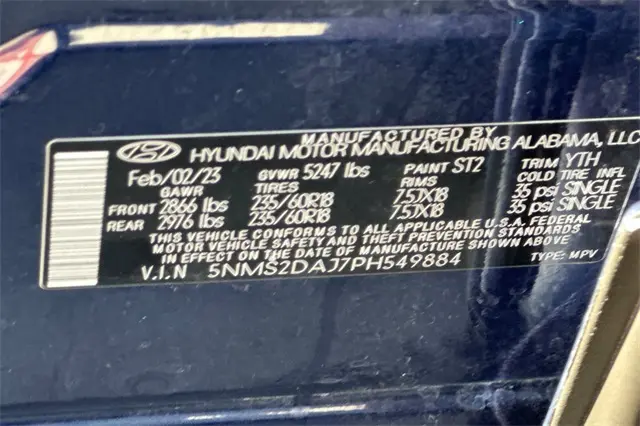 MANUFACTURED BY
HYUNDAI MOTOR MANUFACTURING ALABAMA, LLC
Feb/02/23 GVWR 5247 lbs PAINT ST2 TRIM YTH
GAWR TIRES RIMS COLD TIRE INFL
FRONT 2866 lbs 235/60R18 7.5JX18 35 psi SINGLE
REAR 2976 lbs 235/60R18 7.5JX18 35 psi SINGLE
THIS VEHICLE CONFORMS TO ALL APPLICABLE U.S.A. FEDERAL
MOTOR VEHICLE SAFETY AND THEFT PREVENTION STANDARDS
IN EFFECT ON THE DATE OF MANUFACTURE SHOWN ABOVE
V.I.N 5NMS2DAJ7PH549884 TYPE: MPV